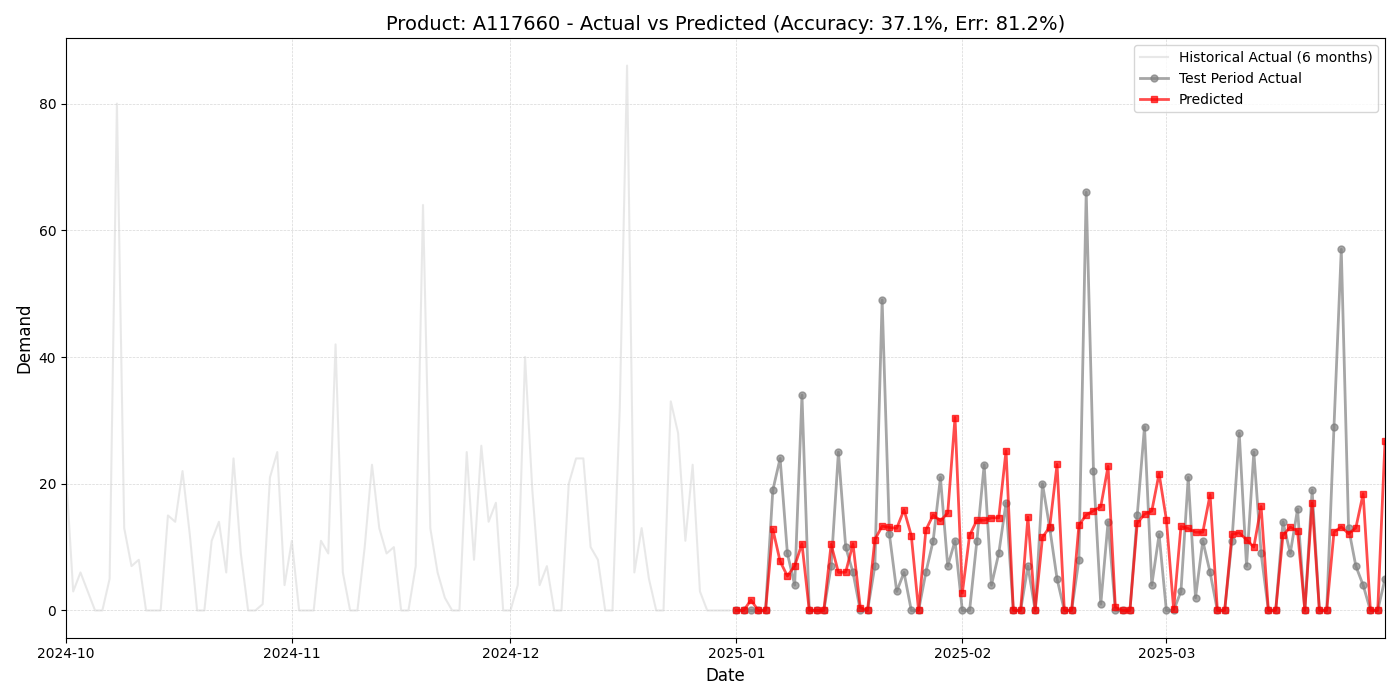 Product: A117660 - Actual vs Predicted (Accuracy: 37.1%, Err: 81.2%)
Historical Actual (6 months)
Test Period Actual
Predicted
Demand
80
60
40
20
0
2024-10
2024-11
2024-12
2025-01
2025-02
2025-03
Date